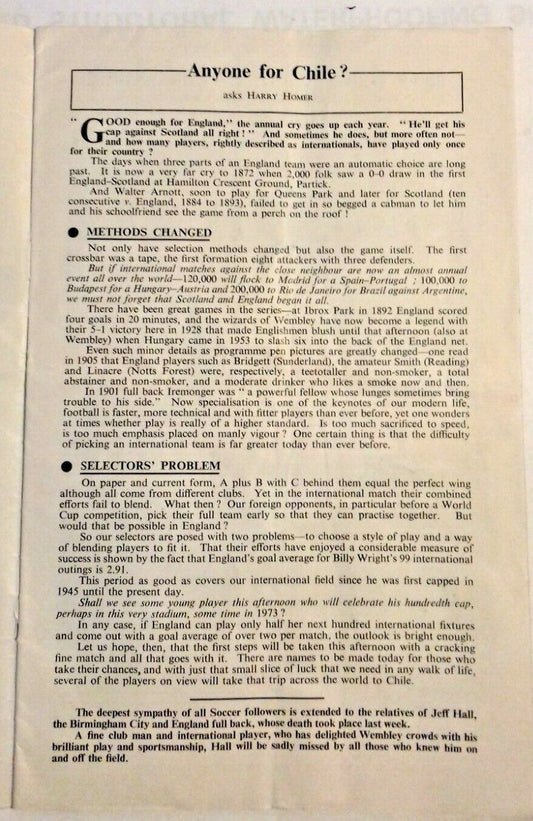 Anyone for Chile?
asks HARRY HOMER
"GOOD enough for England," the annual cry goes up each year. "He'll get his
cap against Scotland all right!" And sometimes he does, but more often not—
and how many players, rightly described as internationals, have played only once
for their country?
The days when three parts of an England team were an automatic choice are long
past. It is now a very far cry to 1872 when 2,000 folk saw a 0–0 draw in the first
England–Scotland at Hamilton Crescent Ground, Partick.
And Walter Arnott, soon to play for Queens Park and later for Scotland (ten
consecutive v. England, 1884 to 1893), failed to get in so begged a cabman to let him
and his schoolfriend see the game from a perch on the roof!
● METHODS CHANGED
Not only have selection methods changed but also the game itself. The first
crossbar was a tape, the first formation eight attackers with three defenders.
But if international matches against the close neighbour are now an almost annual
event all over the world—120,000 will flock to Madrid for a Spain–Portugal; 100,000 to
Budapest for a Hungary–Austria and 200,000 to Rio de Janeiro for Brazil against Argentine,
we must not forget that Scotland and England began it all.
There have been great games in the series—at Ibrox Park in 1892 England scored
four goals in 20 minutes, and the wizards of Wembley have now become a legend with
their 5–1 victory here in 1928 that made Englishmen blush until that afternoon (also at
Wembley) when Hungary came in 1953 to slash six into the back of the England net.
Even such minor details as programme pen pictures are greatly changed—one read
in 1905 that England players such as Bridgett (Sunderland), the amateur Smith (Reading)
and Linacre (Notts Forest) were, respectively, a teetotaller and non-smoker, a total
abstainer and non-smoker, and a moderate drinker who likes a smoke now and then.
In 1901 full back Iremonger was "a powerful fellow whose lungs sometimes bring
trouble to his side." Now specialisation is one of the keynotes of our modern life,
football is faster, more technical and with fitter players than ever before, yet one wonders
at times whether play is really of a higher standard. Is too much sacrificed to speed,
is too much emphasis placed on manly vigour? One certain thing is that the difficulty
of picking an international team is far greater today than ever before.
● SELECTORS' PROBLEM
On paper and current form, A plus B with C behind them equal the perfect wing
although all come from different clubs. Yet in the international match their combined
efforts fail to blend. What then? Our foreign opponents, in particular before a World
Cup competition, pick their full team early so that they can practise together. But
would that be possible in England?
So our selectors are posed with two problems—to choose a style of play and a way
of blending players to fit it. That their efforts have enjoyed a considerable measure of
success is shown by the fact that England's goal average for Billy Wright's 99 international
outings is 2.91.
This period as good as covers our international field since he was first capped in
1945 until the present day.
Shall we see some young player this afternoon who will celebrate his hundredth cap,
perhaps in this very stadium, some time in 1973?
In any case, if England can play only half her next hundred international fixtures
and come out with a goal average of over two per match, the outlook is bright enough.
Let us hope, then, that the first steps will be taken this afternoon with a cracking
fine match and all that goes with it. There are names to be made today for those who
take their chances, and with just that small slice of luck that we need in any walk of life,
several of the players on view will take that trip across the world to Chile.
The deepest sympathy of all Soccer followers is extended to the relatives of Jeff Hall,
the Birmingham City and England full back, whose death took place last week.
A fine club man and international player, who has delighted Wembley crowds with his
brilliant play and sportsmanship, Hall will be sadly missed by all those who knew him on
and off the field.